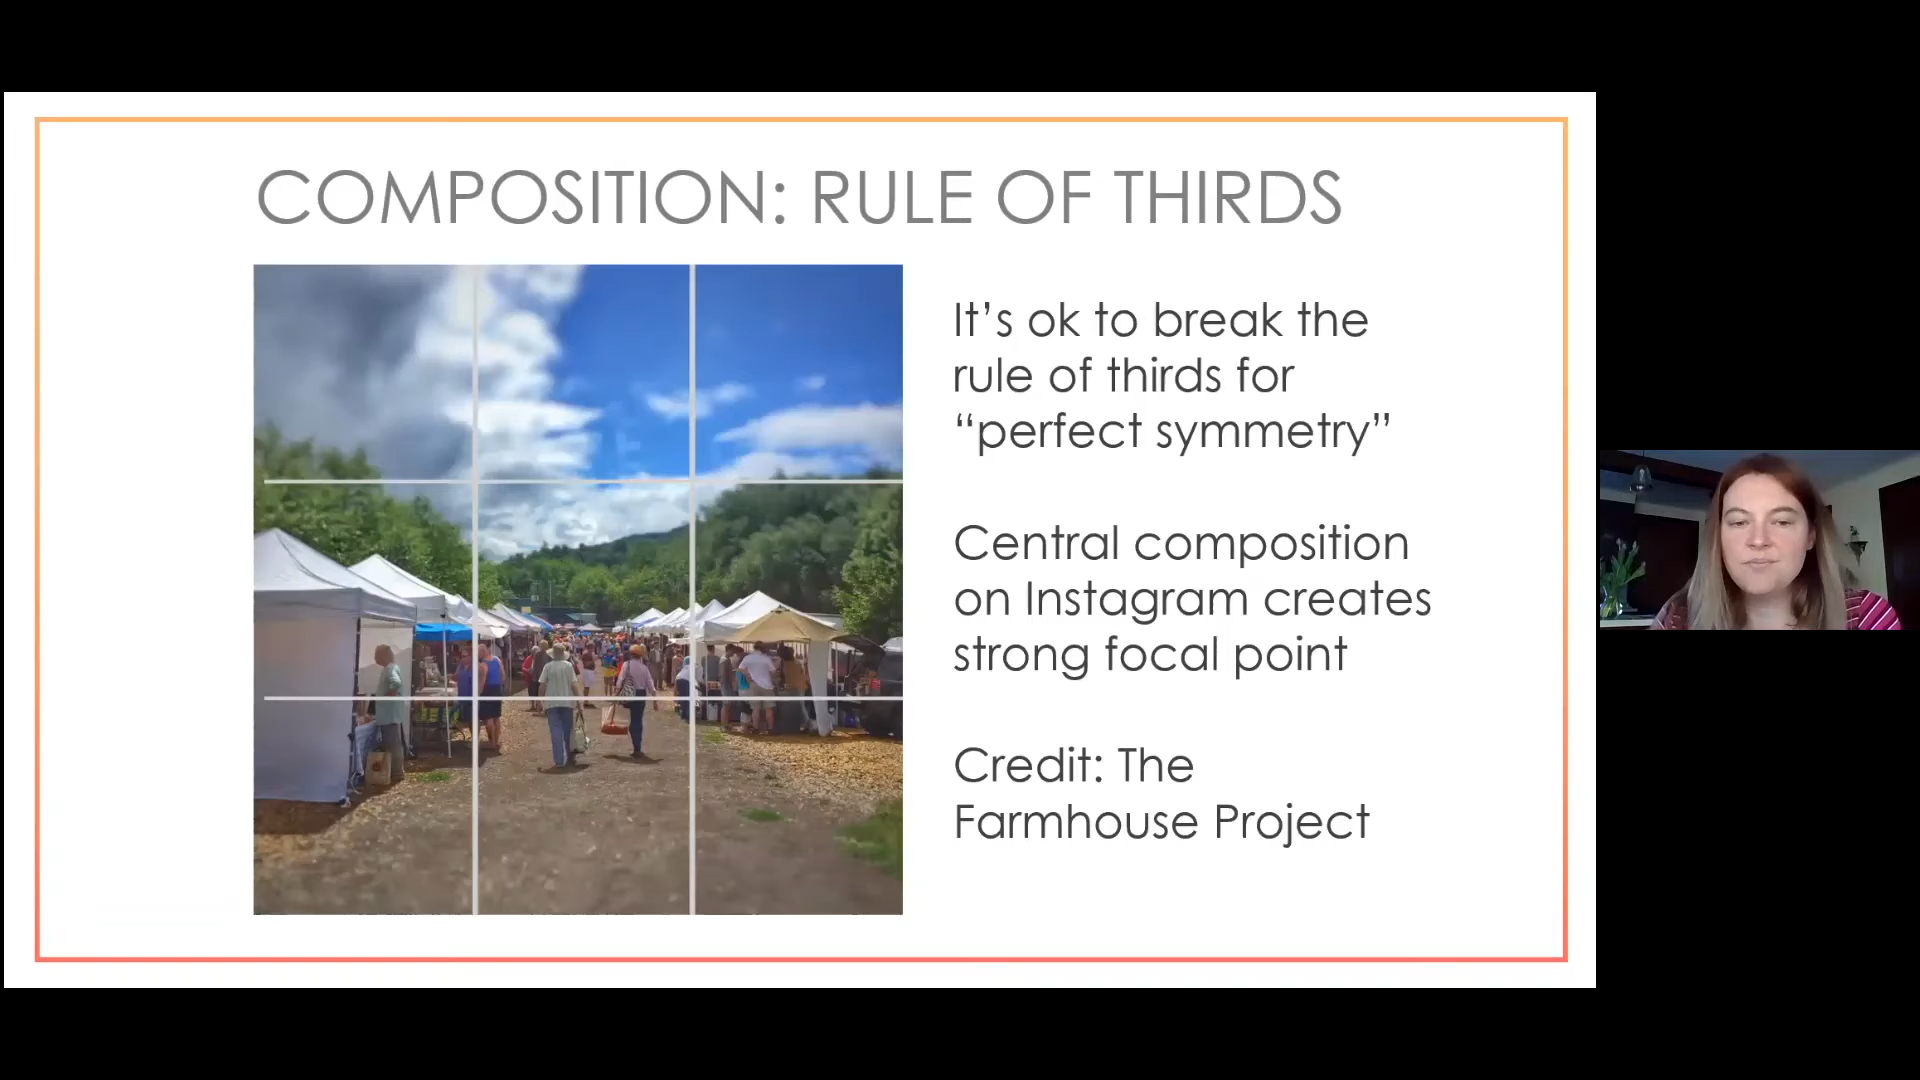 COMPOSITION: RULE OF THIRDS
It’s ok to break the
rule of thirds for
“perfect symmetry”
Central composition
on Instagram creates
strong focal point
Credit: The
Farmhouse Project